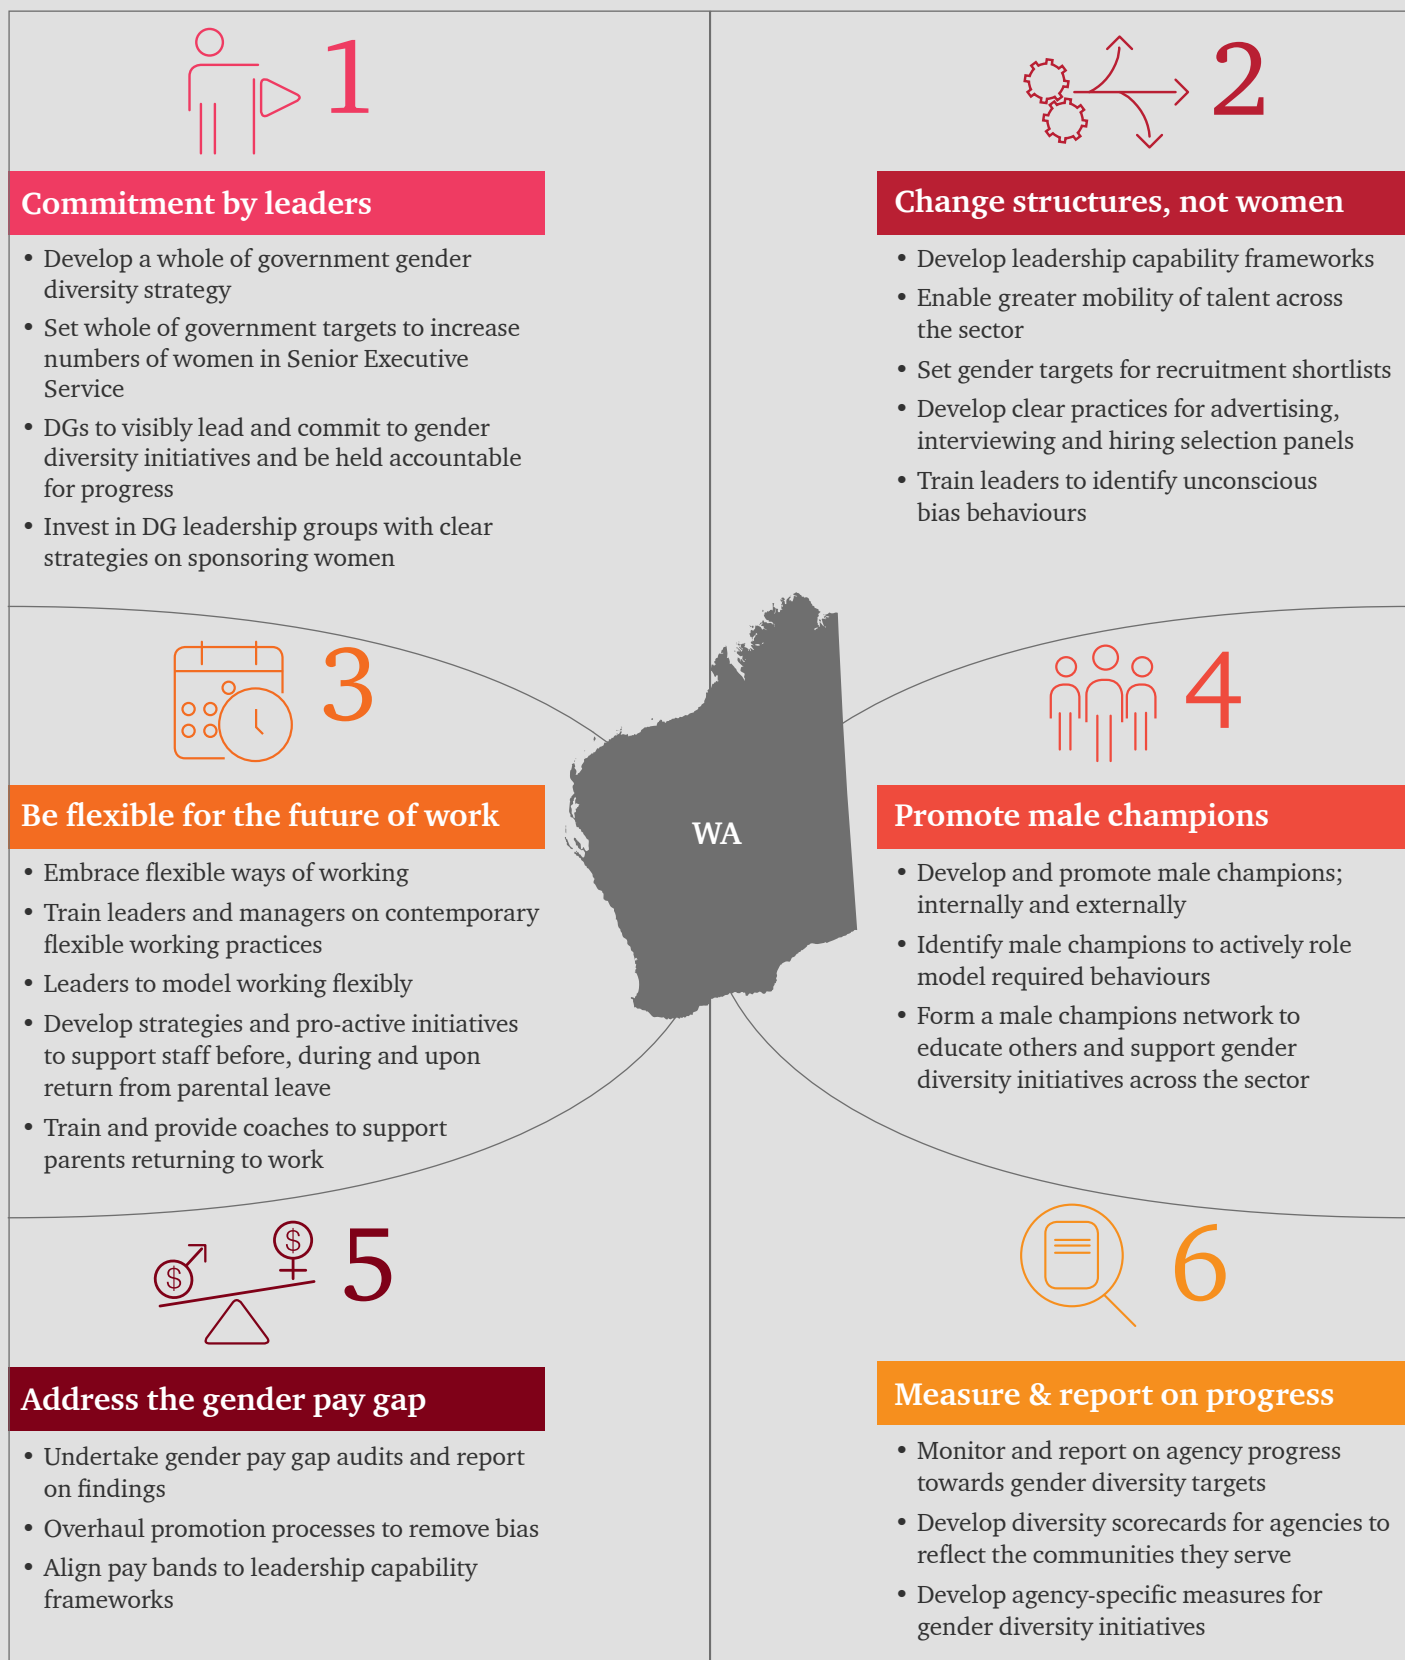 1
Commitment by leaders
• Develop a whole of government gender
diversity strategy
• Set whole of government targets to increase
numbers of women in Senior Executive
Service
• DGs to visibly lead and commit to gender
diversity initiatives and be held accountable
for progress
• Invest in DG leadership groups with clear
strategies on sponsoring women
2
Change structures, not women
• Develop leadership capability frameworks
• Enable greater mobility of talent across
the sector
• Set gender targets for recruitment shortlists
• Develop clear practices for advertising,
interviewing and hiring selection panels
• Train leaders to identify unconscious
bias behaviours
3
Be flexible for the future of work
• Embrace flexible ways of working
• Train leaders and managers on contemporary
flexible working practices
• Leaders to model working flexibly
• Develop strategies and pro-active initiatives
to support staff before, during and upon
return from parental leave
• Train and provide coaches to support
parents returning to work
WA
4
Promote male champions
• Develop and promote male champions;
internally and externally
• Identify male champions to actively role
model required behaviours
• Form a male champions network to
educate others and support gender
diversity initiatives across the sector
$
$
5
Address the gender pay gap
• Undertake gender pay gap audits and report
on findings
• Overhaul promotion processes to remove bias
• Align pay bands to leadership capability
frameworks
6
Measure & report on progress
• Monitor and report on agency progress
towards gender diversity targets
• Develop diversity scorecards for agencies to
reflect the communities they serve
• Develop agency-specific measures for
gender diversity initiatives